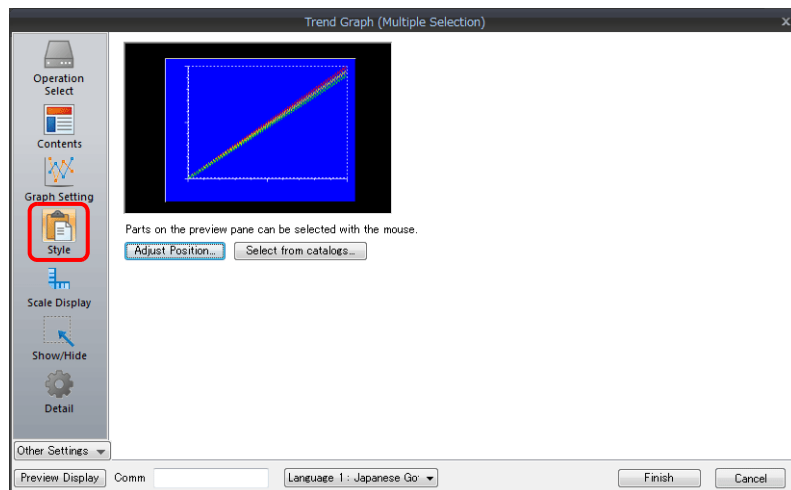 Trend Graph (Multiple Selection)
x
Operation
Select
Contents
Graph Setting
Style
Scale Display
Show/Hide
Detail
Other Settings
Parts on the preview pane can be selected with the mouse.
Adjust Position...
Select from catalogs...
Preview Display
Comm
Language 1 : Japanese Go
Finish
Cancel